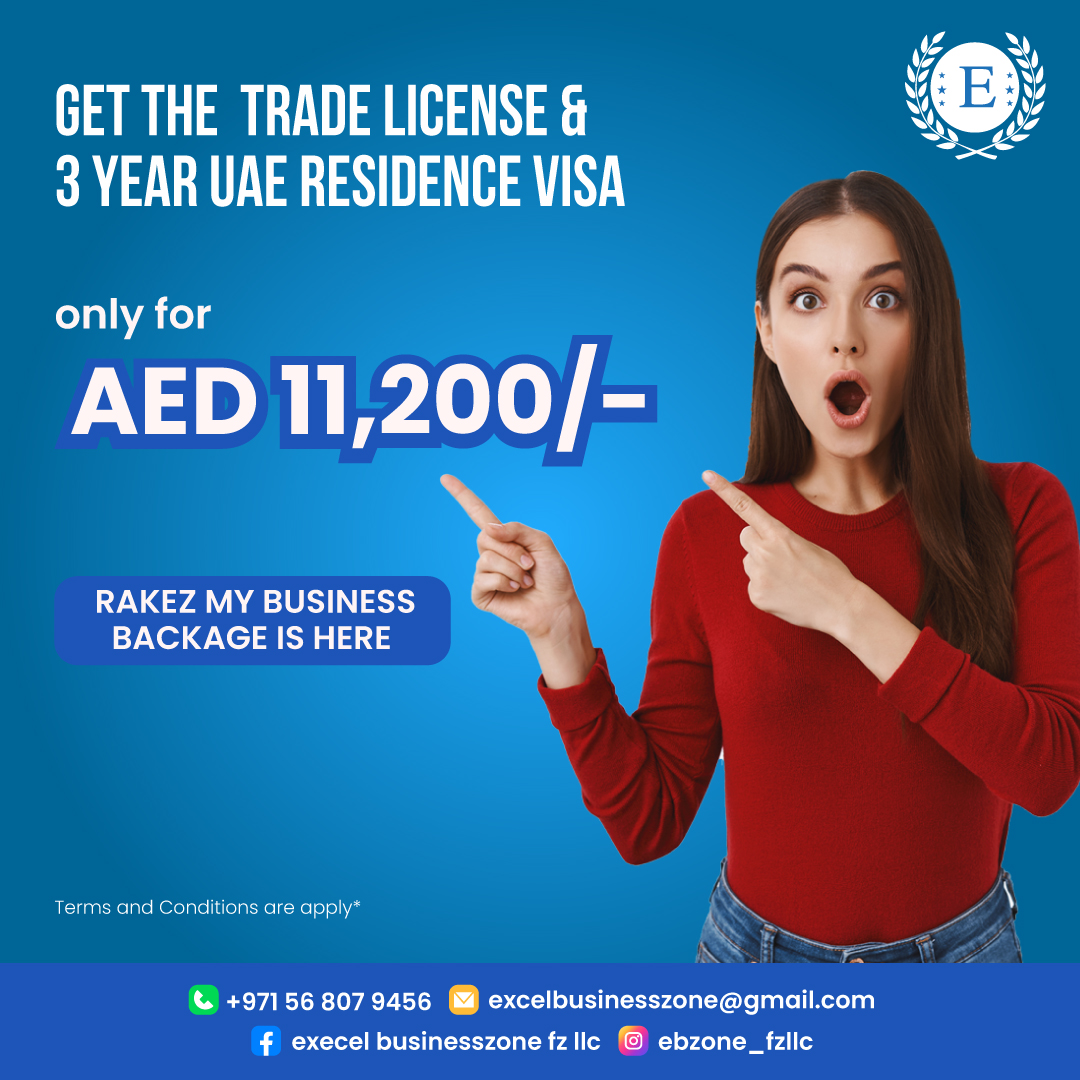 E
GET THE TRADE LICENSE &
3 YEAR UAE RESIDENCE VISA
only for
AED 11,200/-
RAKEZ MY BUSINESS
BACKAGE IS HERE
Terms and Conditions are apply*
+971 56 807 9456 excelbusinesszone@gmail.com
execel businesszone fz llc ebzone_fzllc